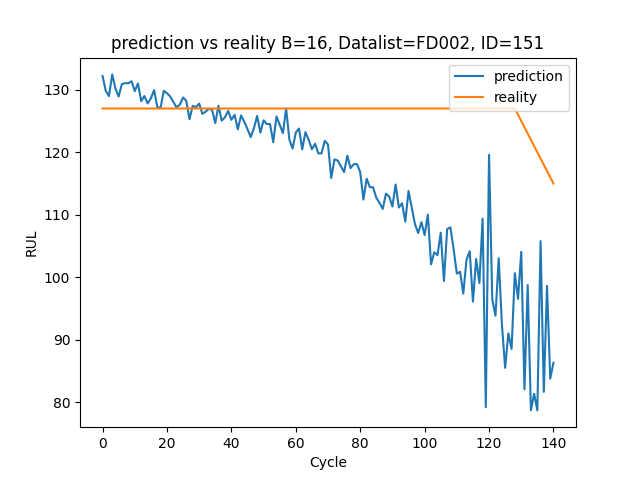 prediction vs reality B=16, Datalist=FD002, ID=151
prediction
reality
RUL
130
120
110
100
90
80
0 20 40 60 80 100 120 140
Cycle